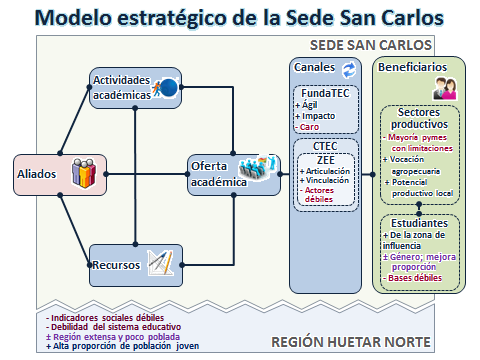 Modelo estratégico de la Sede San Carlos
SEDE SAN CARLOS
Actividades
académicas
Aliados
Oferta
académica
Recursos
Canales
FundaTEC
+ Ágil
+ Impacto
- Caro
CTEC
ZEE
+ Articulación
+ Vinculación
- Actores
débiles
Beneficiarios
Sectores
productivos
- Mayoría pymes
con limitaciones
+ Vocación
agropecuaria
+ Potencial
productivo local
Estudiantes
+ De la zona de
influencia
± Género; mejora
proporción
- Bases débiles
- Indicadores sociales débiles
- Debilidad del sistema educativo
± Región extensa y poco poblada
+ Alta proporción de población joven
REGIÓN HUETAR NORTE